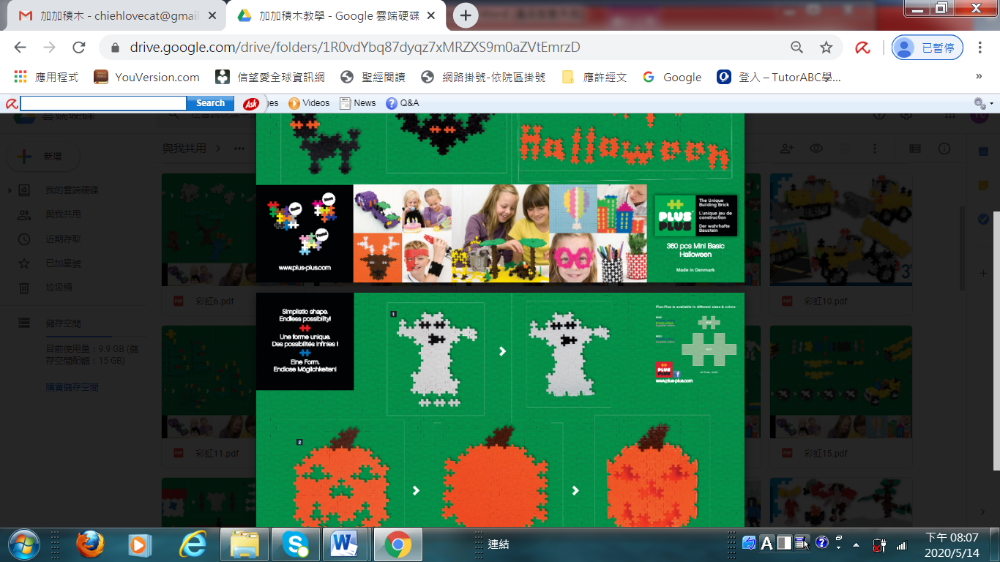 加加積木 - chiehlovecat@gmail
加加積木教學 - Google 雲端硬碟
drive.google.com/drive/folders/1R0vdYbq87dyqz7xMRZXS9m0aZVtEmrzD
已暫停
應用程式
YouVersion.com
信望愛全球資訊網
聖經閱讀
網路掛號-依院區掛號
應許經文
Google
登入 – TutorABC學...
»
Search
Ask
ges
Videos
News
Q&A
新增
我的雲端硬碟
與我共用
近期存取
已加星號
垃圾桶
儲存空間
目前使用量：9.9 GB (儲
存空間配額：15 GB)
購買儲存空間
與我共用
彩虹6.pdf
彩虹10.pdf
彩虹11.pdf
彩虹15.pdf
Halloween
www.plus-plus.com
PLUS
PLUS
The Unique
Building Brick
L'unique jeu de
construction
Der wahrhafte
Baustein
360 pcs Mini Basic
Halloween
Made in Denmark
Simplistic shape.
Endless possibility!
Une forme unique.
Des possibilités infinies !
Eine Form.
Endlose Möglichkeiten!
1
Plus-Plus is available in different sizes & colors
ACTUAL SIZE
www.plus-plus.com
2
連結
下午 08:07
2020/5/14